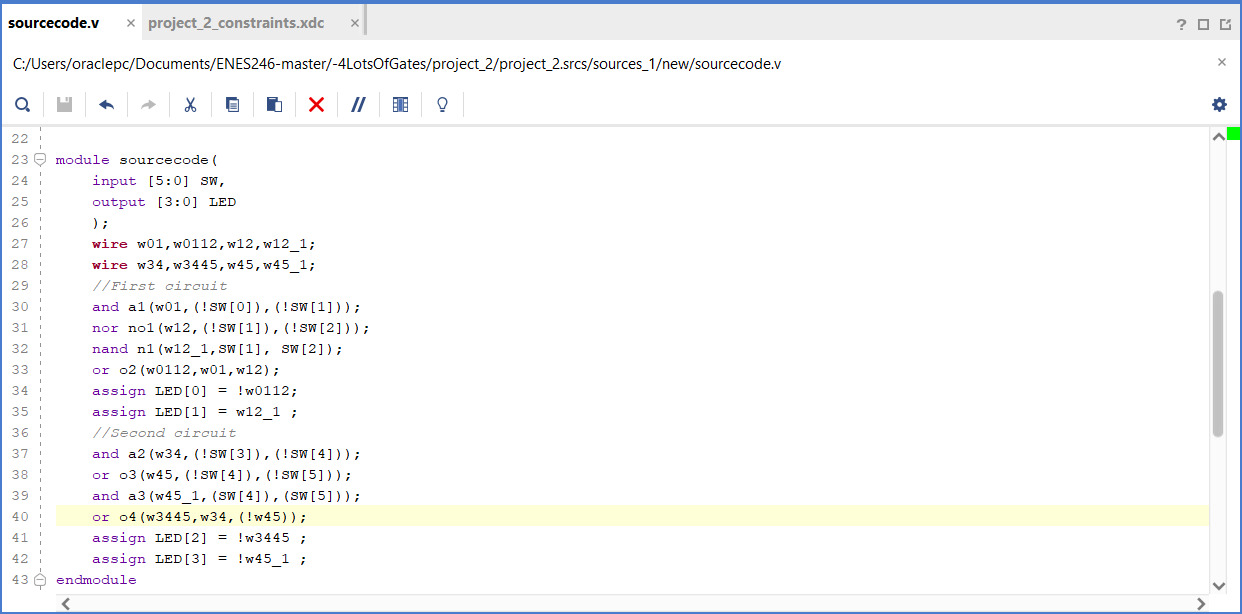 sourcecode.v × project_2_constraints.xdc × ?
C:/Users/oraclepc/Documents/ENES246-master/-4LotsOfGates/project_2/project_2.srcs/sources_1/new/sourcecode.v ×
22
23 module sourcecode(
24 input [5:0] SW,
25 output [3:0] LED
26 );
27 wire w01,w0112,w12,w12_1;
28 wire w34,w3445,w45,w45_1;
29 //First circuit
30 and a1(w01,(!SW[0]),(!SW[1]));
31 nor no1(w12,(!SW[1]),(!SW[2]));
32 nand n1(w12_1,SW[1], SW[2]);
33 or o2(w0112,w01,w12);
34 assign LED[0] = !w0112;
35 assign LED[1] = w12_1 ;
36 //Second circuit
37 and a2(w34,(!SW[3]),(!SW[4]));
38 or o3(w45,(!SW[4]),(!SW[5]));
39 and a3(w45_1,(SW[4]),(SW[5]));
40 or o4(w3445,w34,(!w45));
41 assign LED[2] = !w3445 ;
42 assign LED[3] = !w45_1 ;
43 endmodule